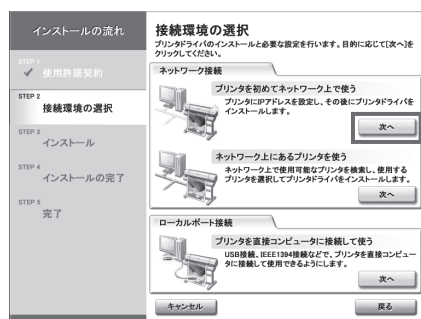 インストールの流れ
STEP 1
使用許諾契約
STEP 2
接続環境の選択
STEP 3
インストール
STEP 4
インストールの完了
STEP 5
完了
接続環境の選択
プリンタドライバのインストールと必要な設定を行います。目的に応じて[次へ]を
クリックしてください。
ネットワーク接続
プリンタを初めてネットワーク上で使う
プリンタにIPアドレスを設定し、その後にプリンタドライバを
インストールします。
次へ
ネットワーク上にあるプリンタを使う
ネットワーク上で使用可能なプリンタを検索し、使用する
プリンタを選択してプリンタドライバをインストールします。
次へ
ローカルポート接続
プリンタを直接コンピュータに接続して使う
USB接続、IEEE1394接続などで、プリンタを直接コンピュー
タに接続して使用できるようにします。
次へ
キャンセル
戻る